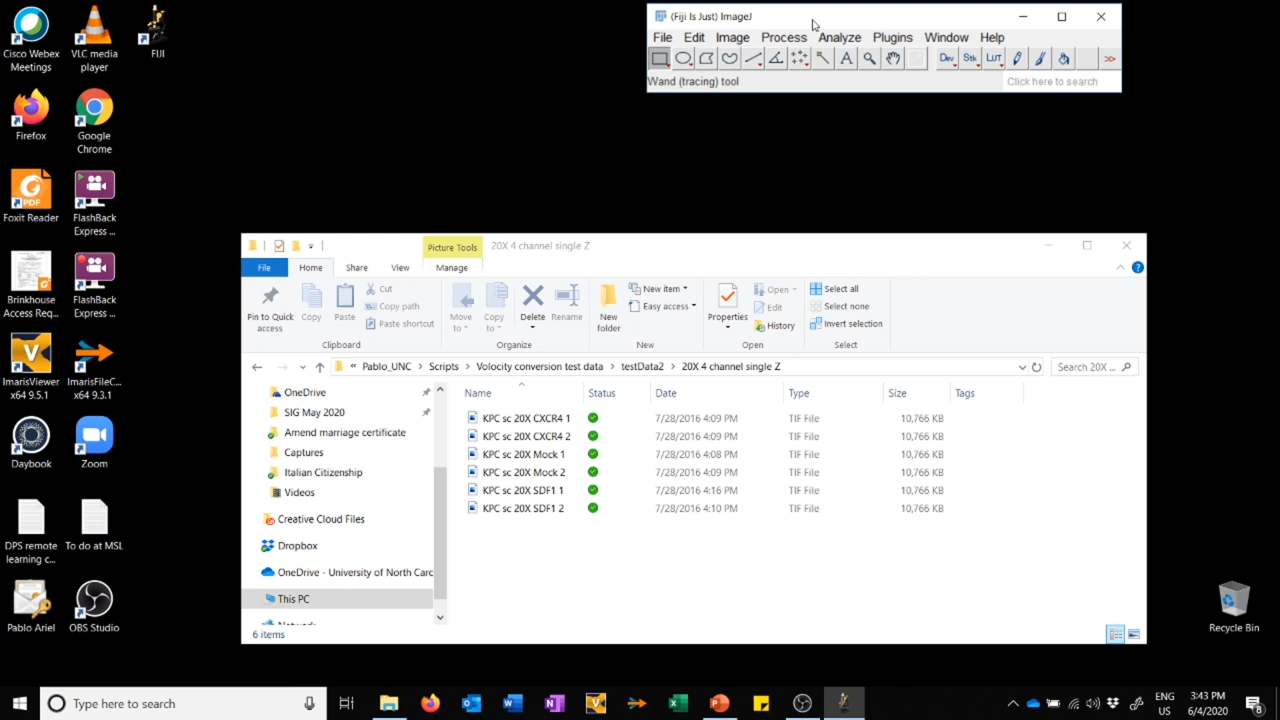 Cisco Webex
Meetings
VLC media
player
FIJI
Firefox
Google
Chrome
Foxit Reader
FlashBack
Express ...
Brinkhouse
Access Req...
FlashBack
Express ...
ImarisViewer
x64 9.5.1
ImarisFileC...
x64 9.3.1
Daybook
Zoom
DPS remote
learning c...
To do at MSL
Pablo Ariel
OBS Studio
(Fiji Is Just) ImageJ
File Edit Image Process Analyze Plugins Window Help
A Dev Stk LUT >>
Wand (tracing) tool
Click here to search
Picture Tools
20X 4 channel single Z
File Home Share View Manage
Pin to Quick
access
Copy
Paste
Cut
Copy path
Paste shortcut
Clipboard
Move
to
Copy
to
Delete
Rename
Organize
New
folder
New item
Easy access
New
Properties
Open
Edit
History
Open
Select all
Select none
Invert selection
Select
« Pablo_UNC > Scripts > Volocity conversion test data > testData2 > 20X 4 channel single Z
Search 20X ...
OneDrive
SIG May 2020
Amend marriage certificate
Captures
Italian Citizenship
Videos
Creative Cloud Files
Dropbox
OneDrive - University of North Carc
This PC
Network
Name Status Date Type Size Tags
KPC sc 20X CXCR4 1 7/28/2016 4:09 PM TIF File 10,766 KB
KPC sc 20X CXCR4 2 7/28/2016 4:09 PM TIF File 10,766 KB
KPC sc 20X Mock 1 7/28/2016 4:08 PM TIF File 10,766 KB
KPC sc 20X Mock 2 7/28/2016 4:09 PM TIF File 10,766 KB
KPC sc 20X SDF1 1 7/28/2016 4:16 PM TIF File 10,766 KB
KPC sc 20X SDF1 2 7/28/2016 4:10 PM TIF File 10,766 KB
6 items
Recycle Bin
Type here to search
ENG
US
3:43 PM
6/4/2020
8